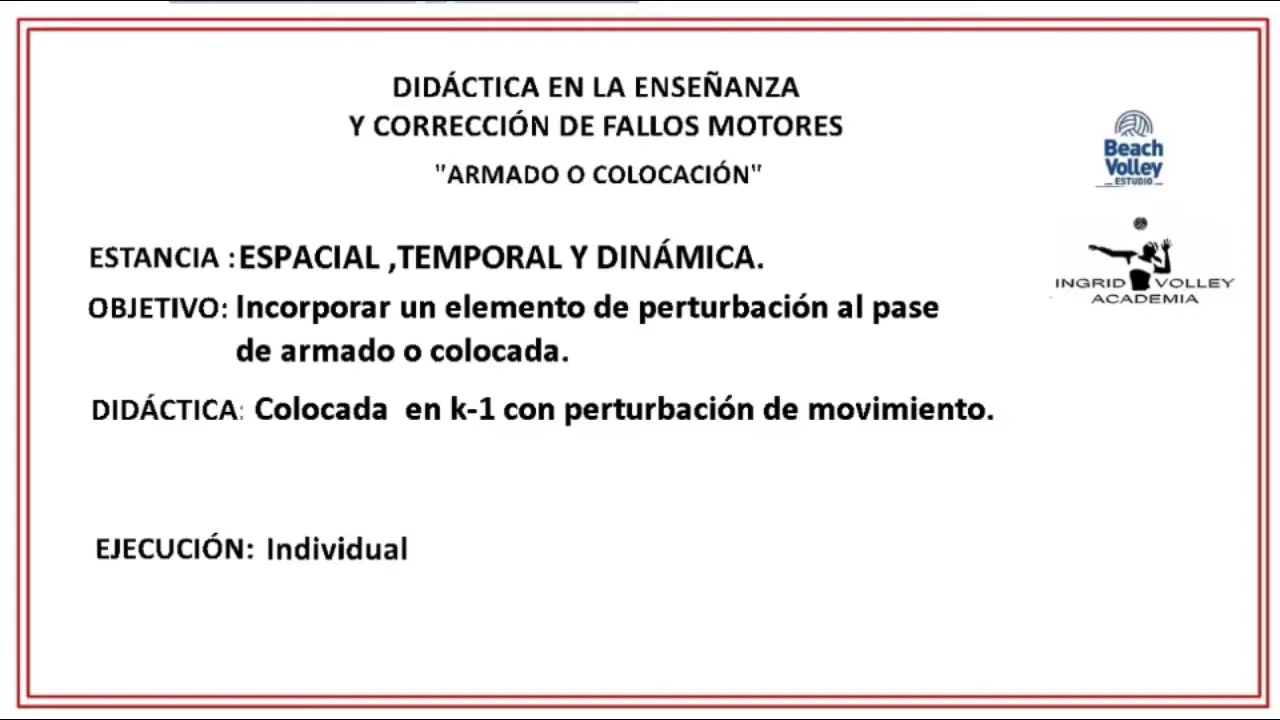 DIDÁCTICA EN LA ENSEÑANZA
Y CORRECCIÓN DE FALLOS MOTORES
"ARMADO O COLOCACIÓN"
Beach
Volley
ESTUDIO
ESTANCIA :ESPACIAL ,TEMPORAL Y DINÁMICA.
INGRID VOLLEY
ACADEMIA
OBJETIVO: Incorporar un elemento de perturbación al pase
de armado o colocada.
DIDÁCTICA: Colocada en k-1 con perturbación de movimiento.
EJECUCIÓN: Individual